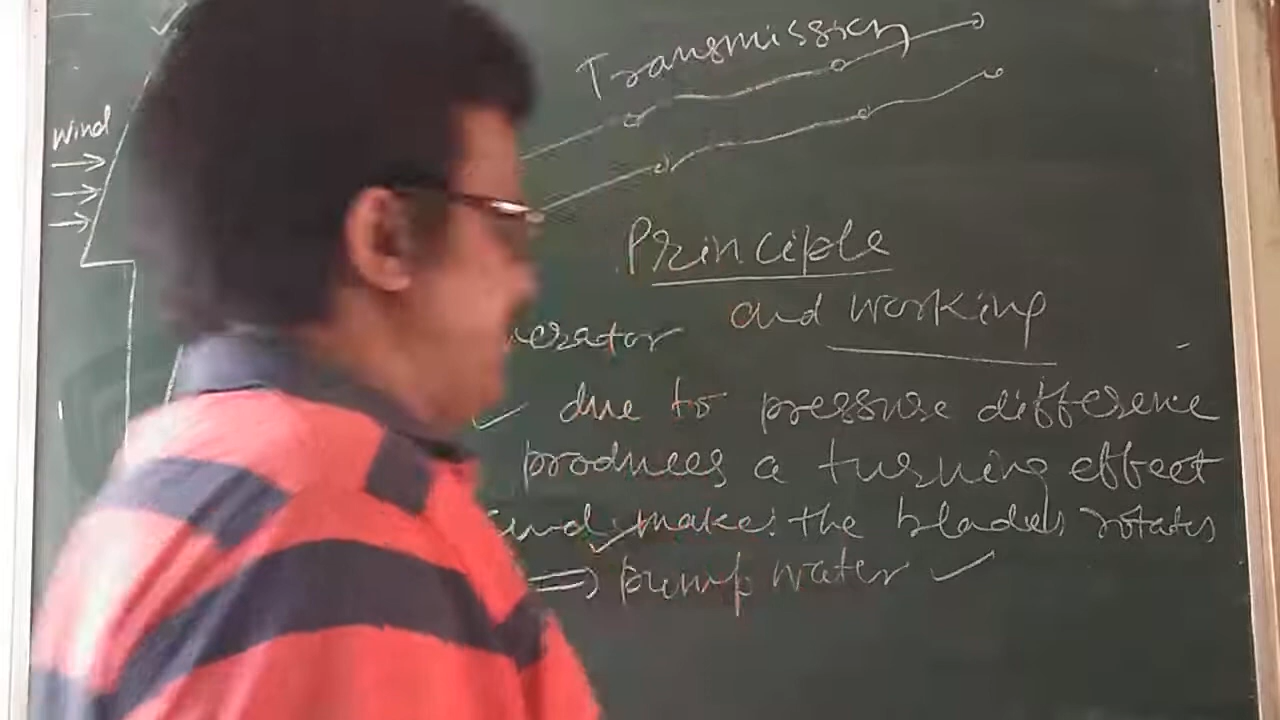 Transmission
Wind
Principle
and working
nerator
due to pressure difference
produces a turning effect
and make the blades rotates
⇒ pump water